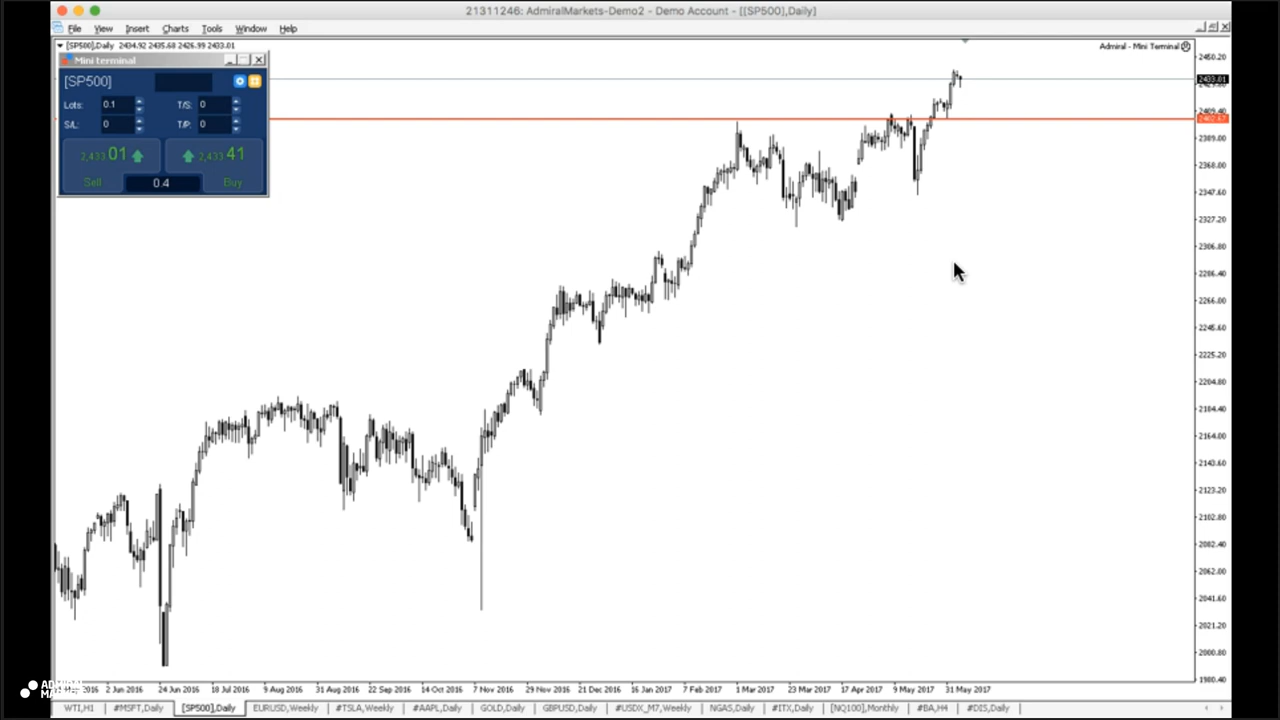 21311246: AdmiralMarkets-Demo2 - Demo Account - [[SP500],Daily]
File View Insert Charts Tools Window Help
[SP500],Daily 2434.92 2435.68 2426.99 2433.01
Admiral - Mini Terminal
Mini terminal
[SP500]
Lots: 0.1 T/S: 0
S/L: 0 T/P: 0
2,433.01 2,433.41
Sell 0.4 Buy
2450.20
2433.01
2409.40
2402.67
2389.00
2368.00
2347.60
2327.20
2306.80
2286.40
2266.00
2245.60
2225.20
2204.80
2184.40
2164.00
2143.60
2123.20
2102.80
2082.40
2062.00
2041.60
2021.20
2000.80
1980.40
ADMIRAL
MARKETS
2016 2 Jun 2016 24 Jun 2016 18 Jul 2016 9 Aug 2016 31 Aug 2016 22 Sep 2016 14 Oct 2016 7 Nov 2016 29 Nov 2016 21 Dec 2016 16 Jan 2017 7 Feb 2017 1 Mar 2017 23 Mar 2017 17 Apr 2017 9 May 2017 31 May 2017
WTI,H1 #MSFT,Daily [SP500],Daily EURUSD,Weekly #TSLA,Weekly #AAPL,Daily GOLD,Daily GBPUSD,Daily #USDX_M7,Weekly NGAS,Daily #ITX,Daily [NQ100],Monthly #BA,H4 #DIS,Daily